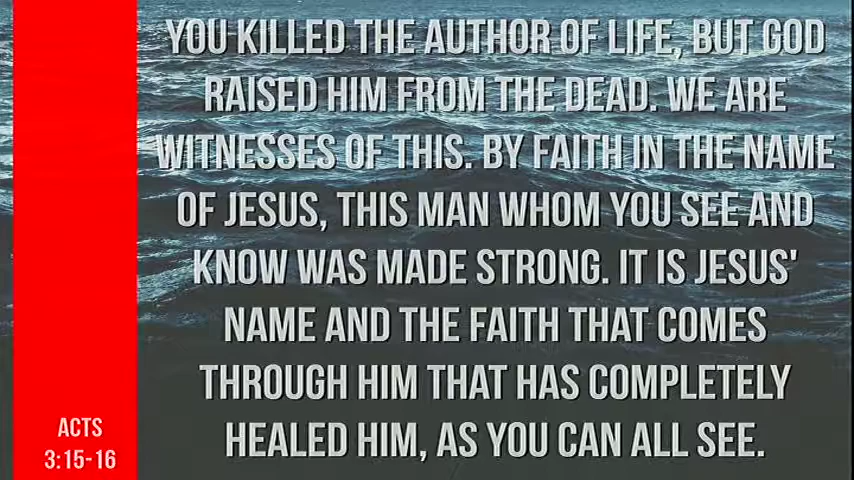 YOU KILLED THE AUTHOR OF LIFE, BUT GOD
RAISED HIM FROM THE DEAD. WE ARE
WITNESSES OF THIS. BY FAITH IN THE NAME
OF JESUS, THIS MAN WHOM YOU SEE AND
KNOW WAS MADE STRONG. IT IS JESUS'
NAME AND THE FAITH THAT COMES
THROUGH HIM THAT HAS COMPLETELY
HEALED HIM, AS YOU CAN ALL SEE.
ACTS
3:15-16